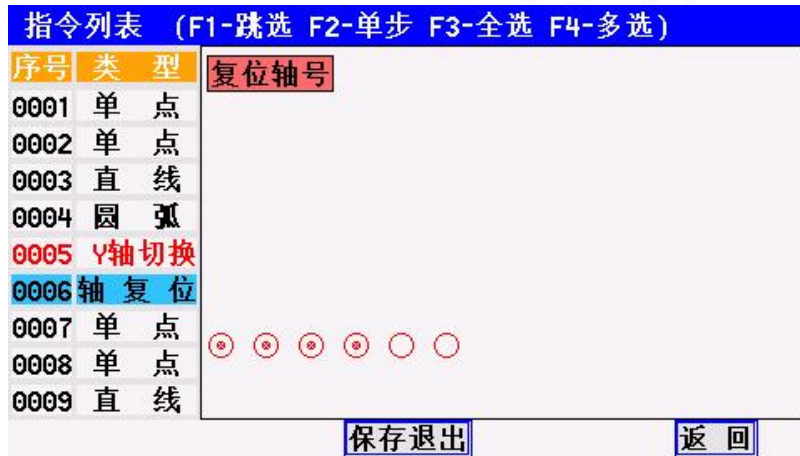 指令列表 (F1-跳选 F2-单步 F3-全选 F4-多选)
序号 类 型
复位轴号
0001 单 点
0002 单 点
0003 直 线
0004 圆 弧
0005 Y轴切换
0006 轴 复 位
0007 单 点
0008 单 点
0009 直 线
保存退出 返 回